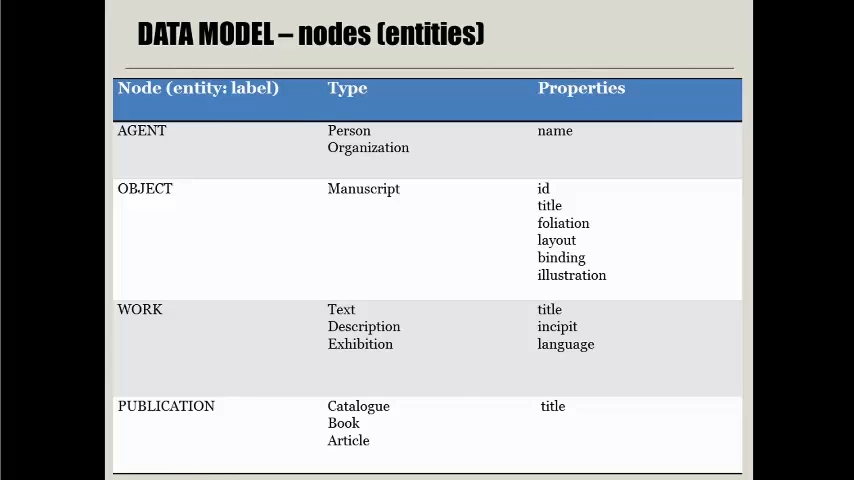 DATA MODEL – nodes (entities)
Node (entity: label) Type Properties
AGENT Person name
Organization
OBJECT Manuscript id
title
foliation
layout
binding
illustration
WORK Text title
Description incipit
Exhibition language
PUBLICATION Catalogue title
Book
Article